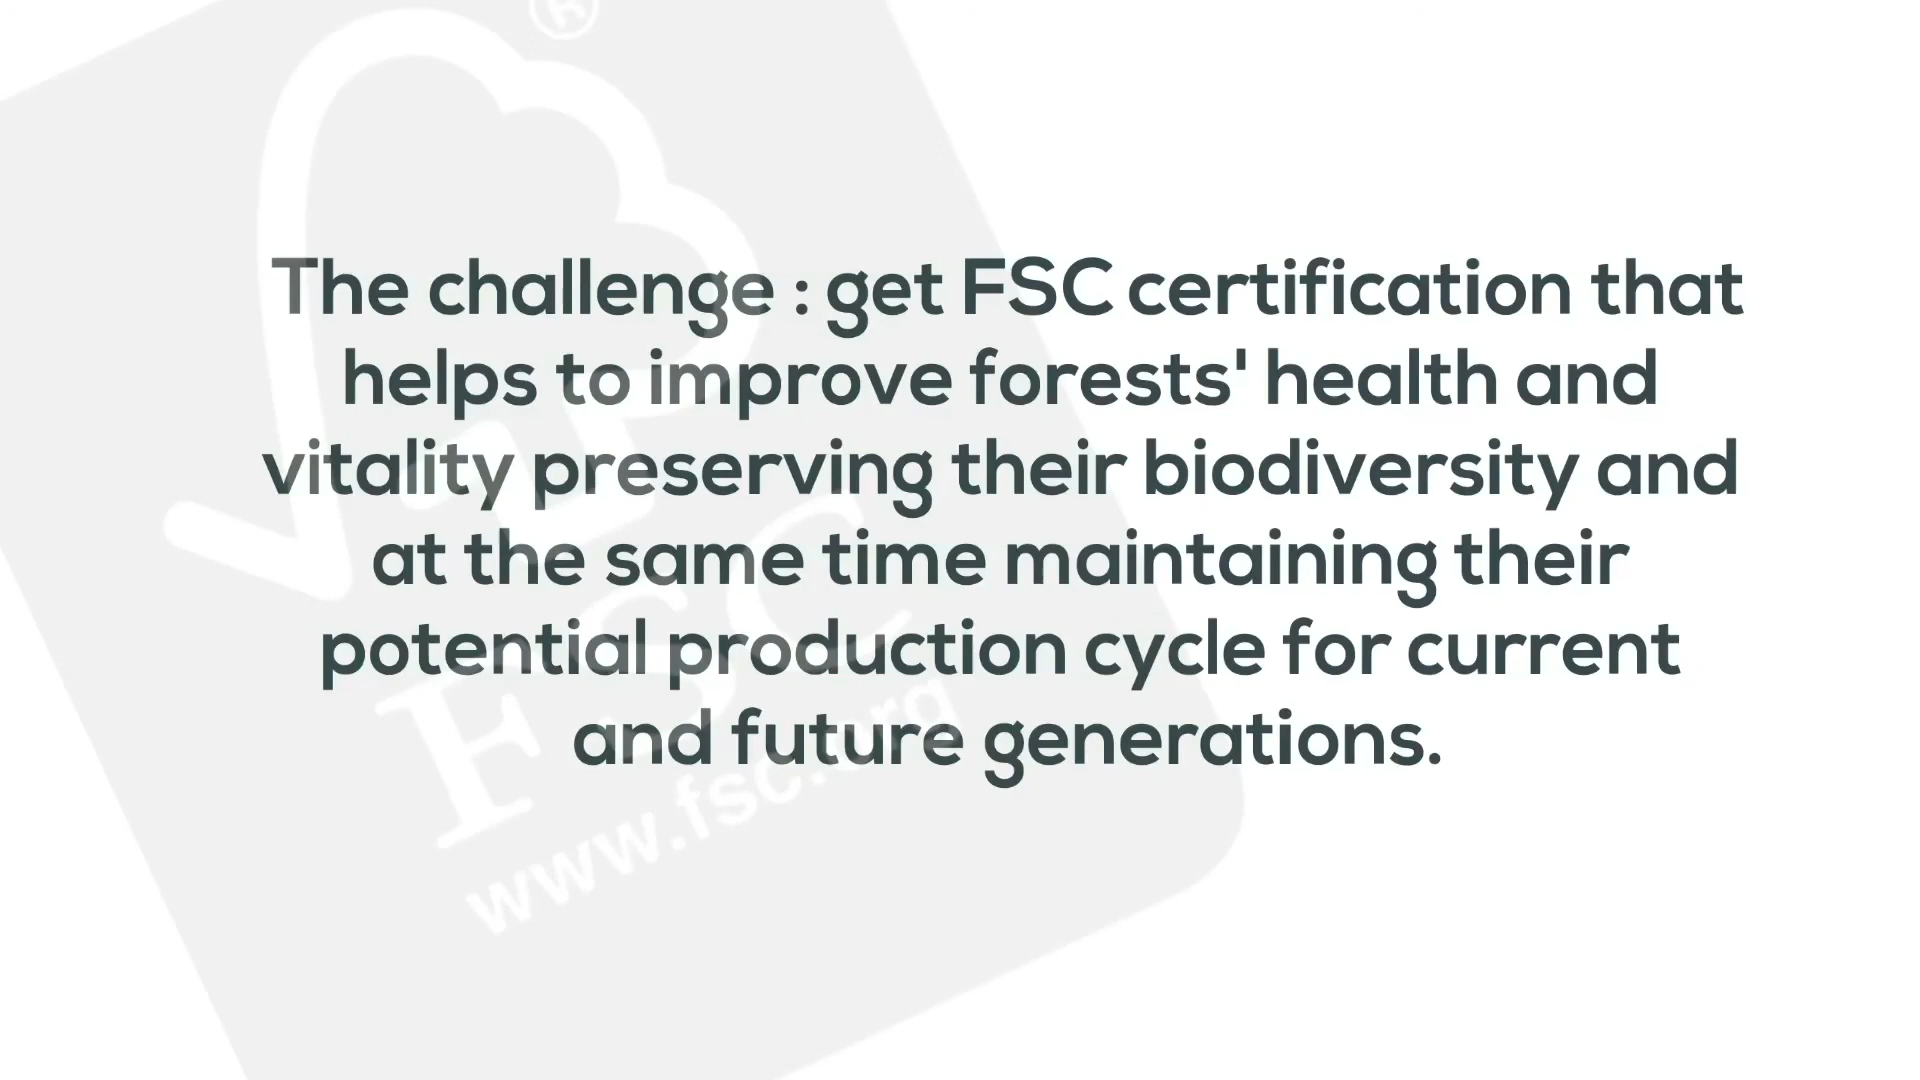 ®
The challenge : get FSC certification that
helps to improve forests' health and
vitality preserving their biodiversity and
at the same time maintaining their
potential production cycle for current
and future generations.
FSC
www.fsc.org